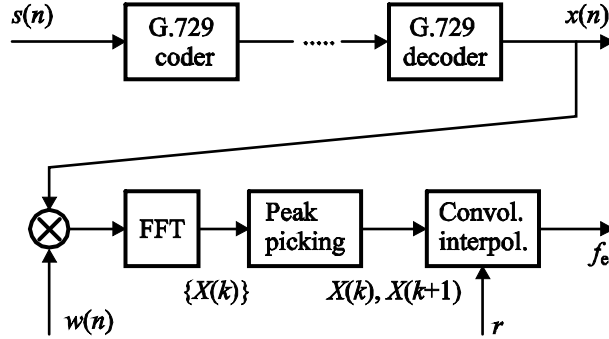 s(n)
G.729
coder
.....
G.729
decoder
x(n)
FFT
Peak
picking
Convol.
interpol.
fe
{X(k)}
X(k), X(k+1)
w(n)
r